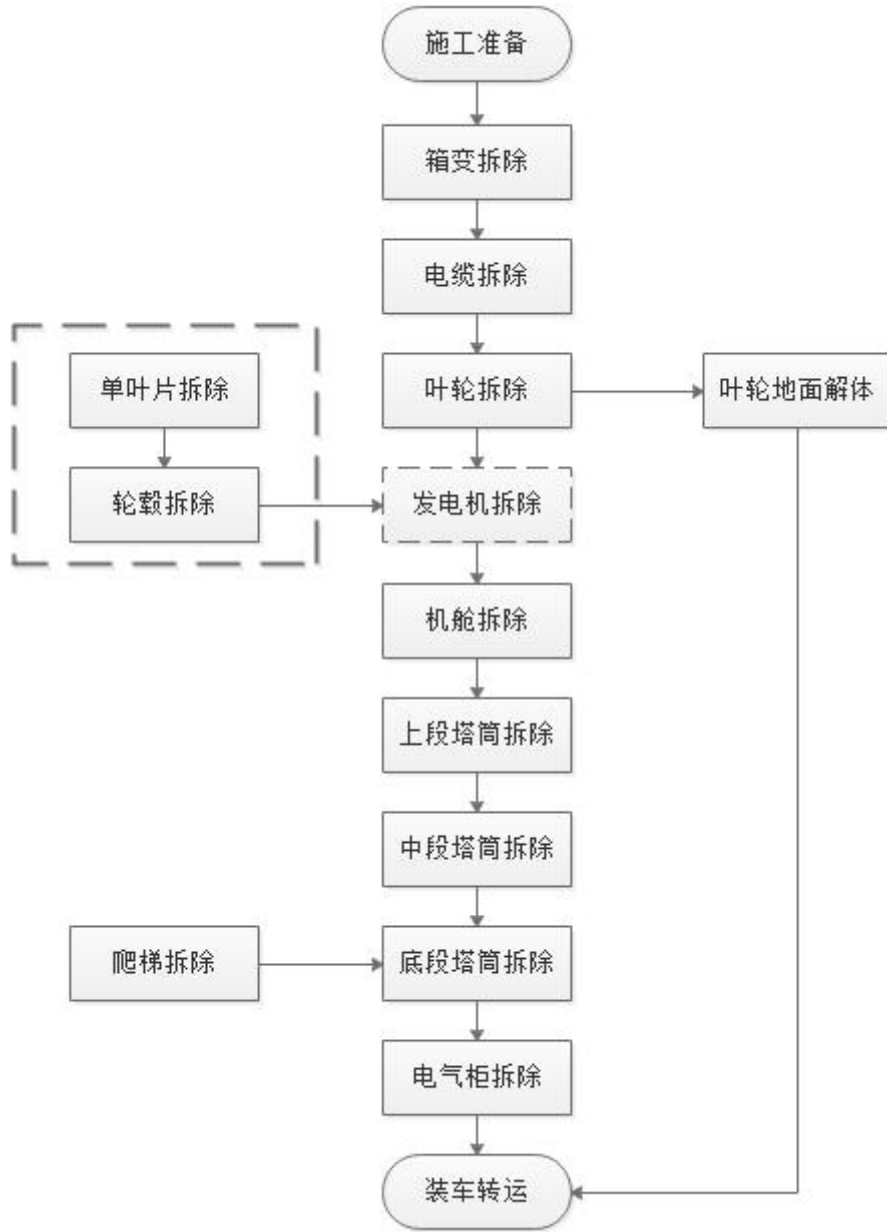 施工准备
箱变拆除
电缆拆除
单叶片拆除
叶轮拆除
叶轮地面解体
轮毂拆除
发电机拆除
机舱拆除
上段塔筒拆除
中段塔筒拆除
爬梯拆除
底段塔筒拆除
电气柜拆除
装车转运